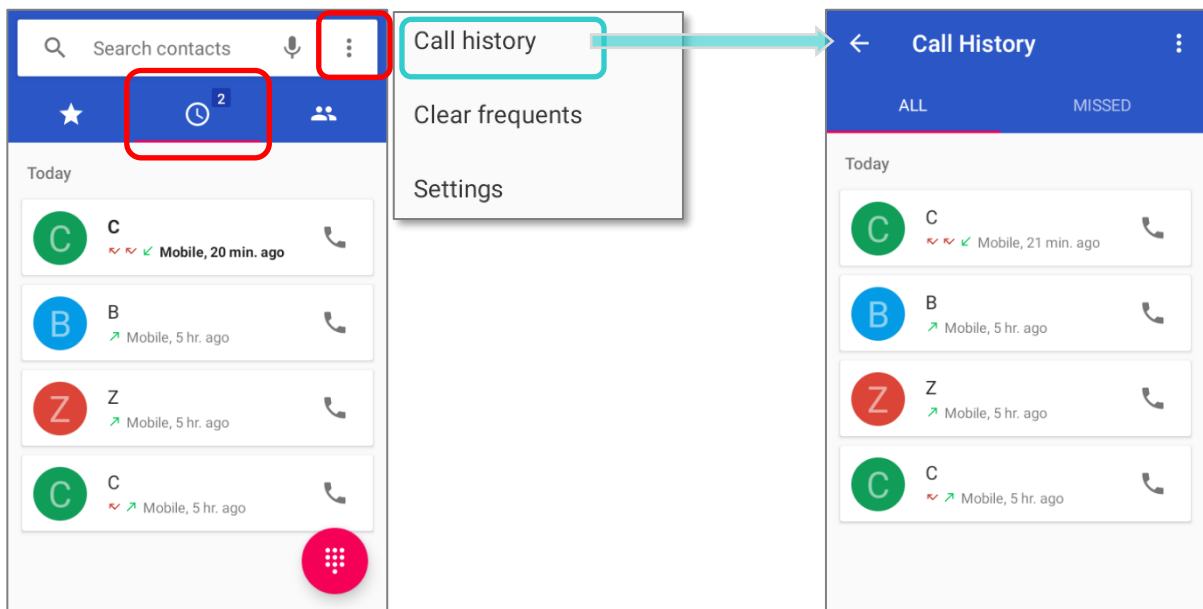 Search contacts
2
Today
C
Mobile, 20 min. ago
B
Mobile, 5 hr. ago
Z
Mobile, 5 hr. ago
C
Mobile, 5 hr. ago
C
B
Z
C
Call history
Clear frequents
Settings
Call History
ALL
MISSED
Today
C
Mobile, 21 min. ago
B
Mobile, 5 hr. ago
Z
Mobile, 5 hr. ago
C
Mobile, 5 hr. ago
C
B
Z
C